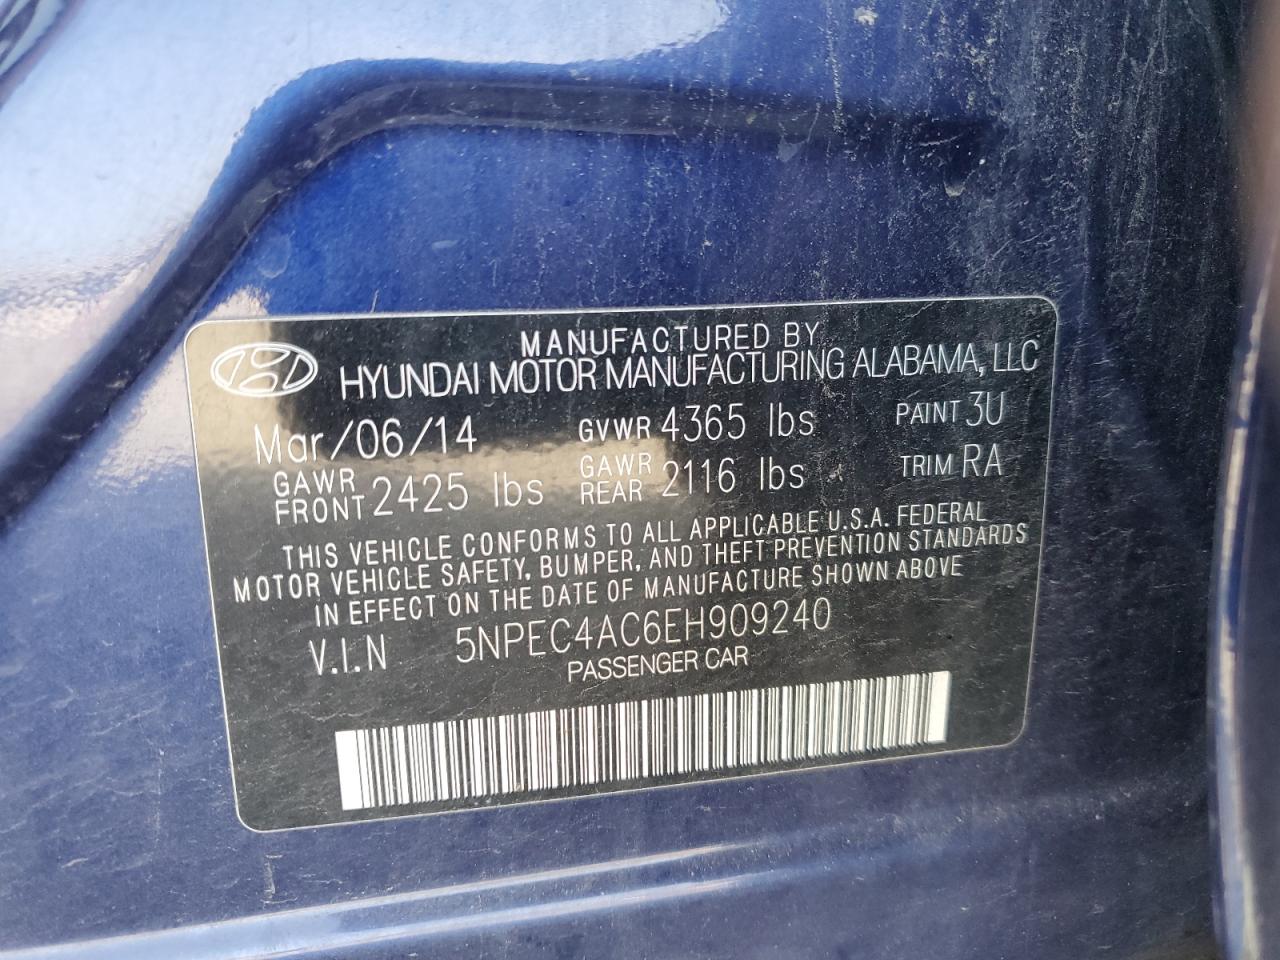 MANUFACTURED BY
HYUNDAI MOTOR MANUFACTURING ALABAMA, LLC
Mar/06/14 GVWR 4365 lbs PAINT 3U
GAWR FRONT 2425 lbs GAWR REAR 2116 lbs TRIM RA
THIS VEHICLE CONFORMS TO ALL APPLICABLE U.S.A. FEDERAL
MOTOR VEHICLE SAFETY, BUMPER, AND THEFT PREVENTION STANDARDS
IN EFFECT ON THE DATE OF MANUFACTURE SHOWN ABOVE
V.I.N 5NPEC4AC6EH909240
PASSENGER CAR